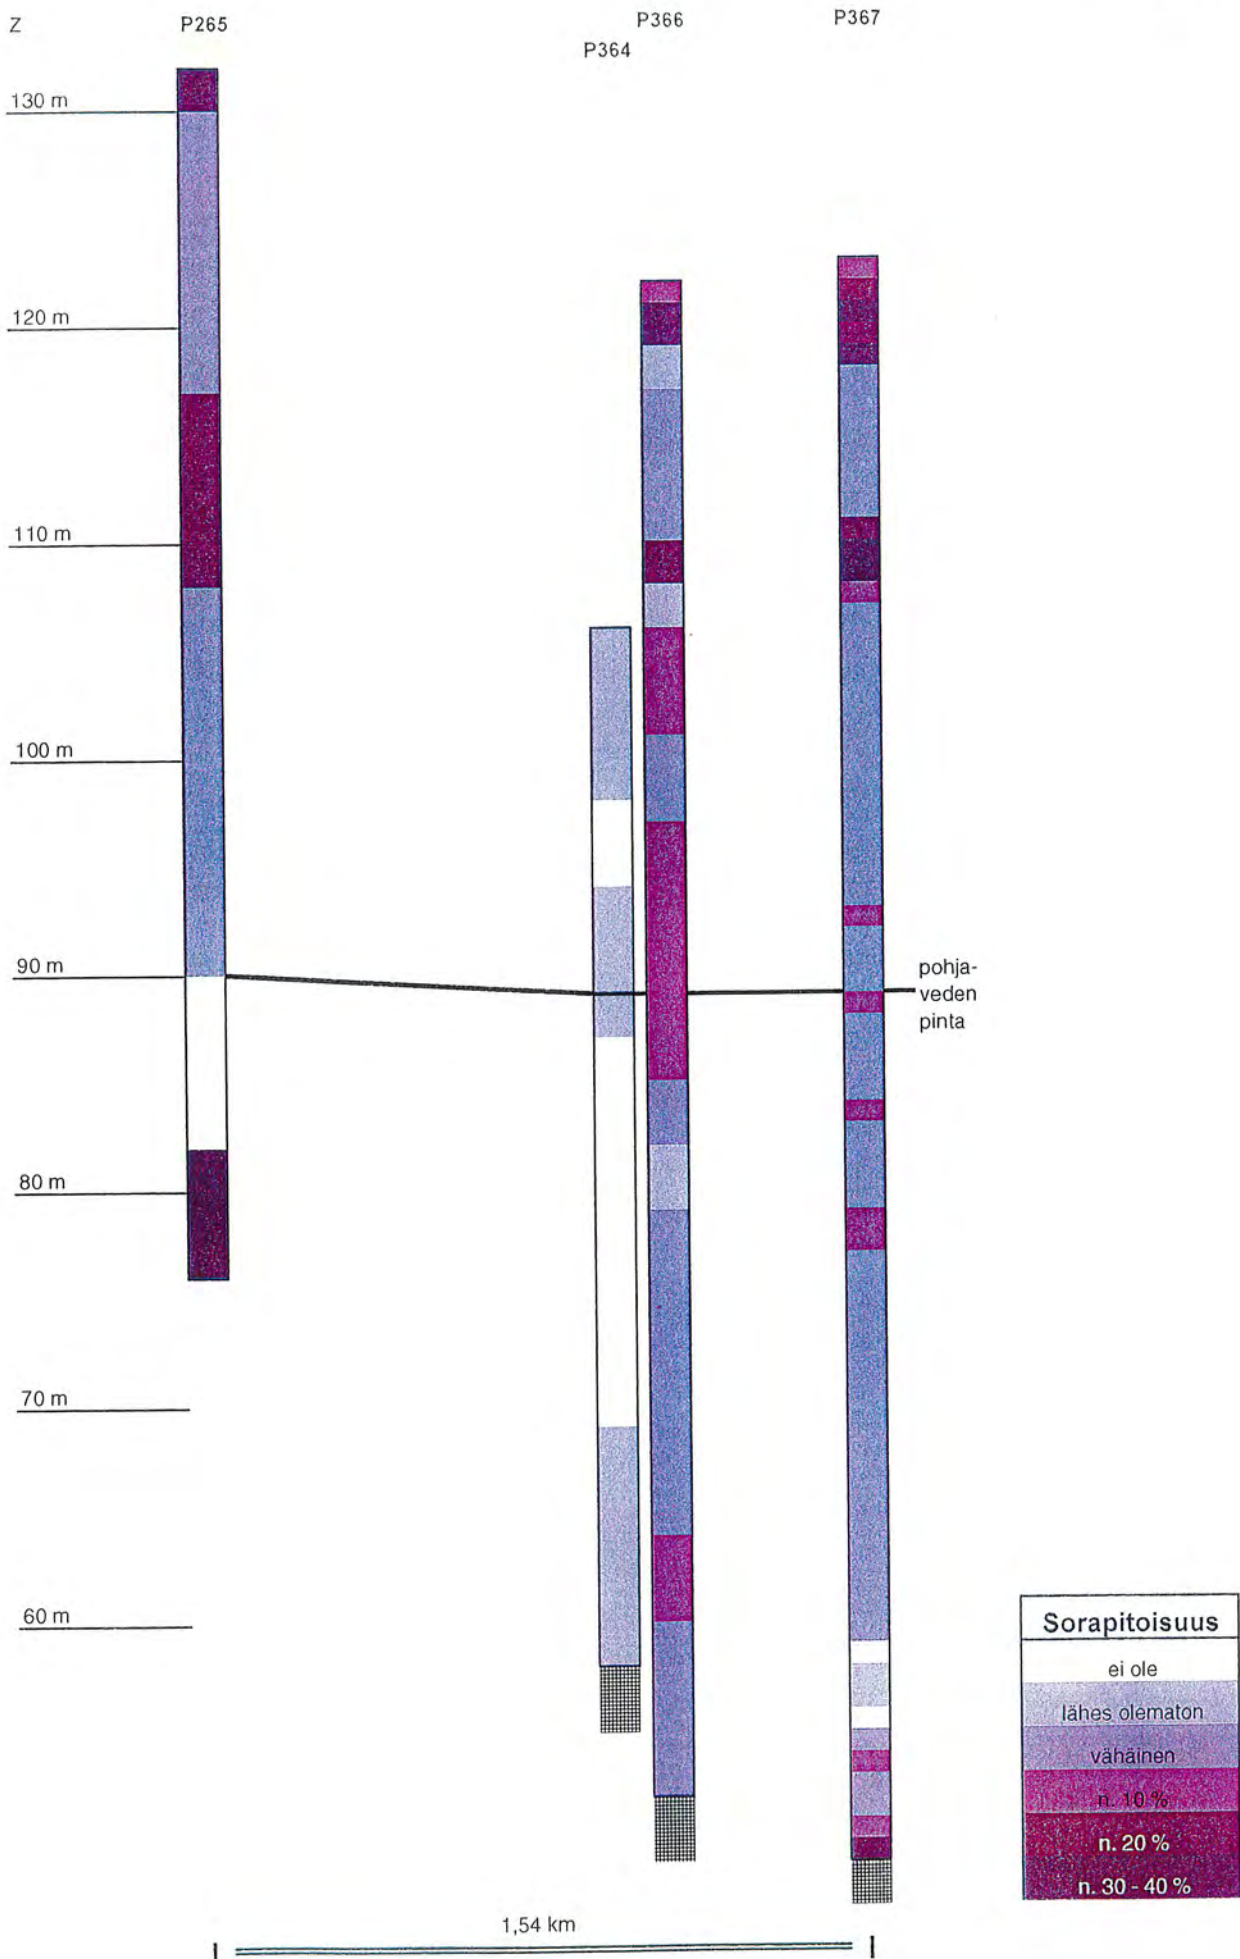 Z
P265
P364
P366
P367
130 m
120 m
110 m
100 m
90 m
80 m
70 m
60 m
pohja-
veden
pinta
Sorapitoisuus
ei ole
lähes olematon
vähäinen
n. 10 %
n. 20 %
n. 30 - 40 %
1,54 km